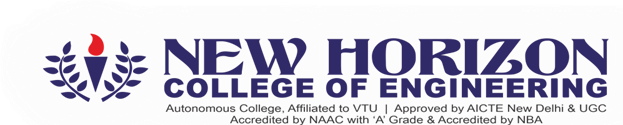 NEW HORIZON
COLLEGE OF ENGINEERING
Autonomous College, Affiliated to VTU | Approved by AICTE New Delhi & UGC
Accredited by NAAC with ‘A’ Grade & Accredited by NBA